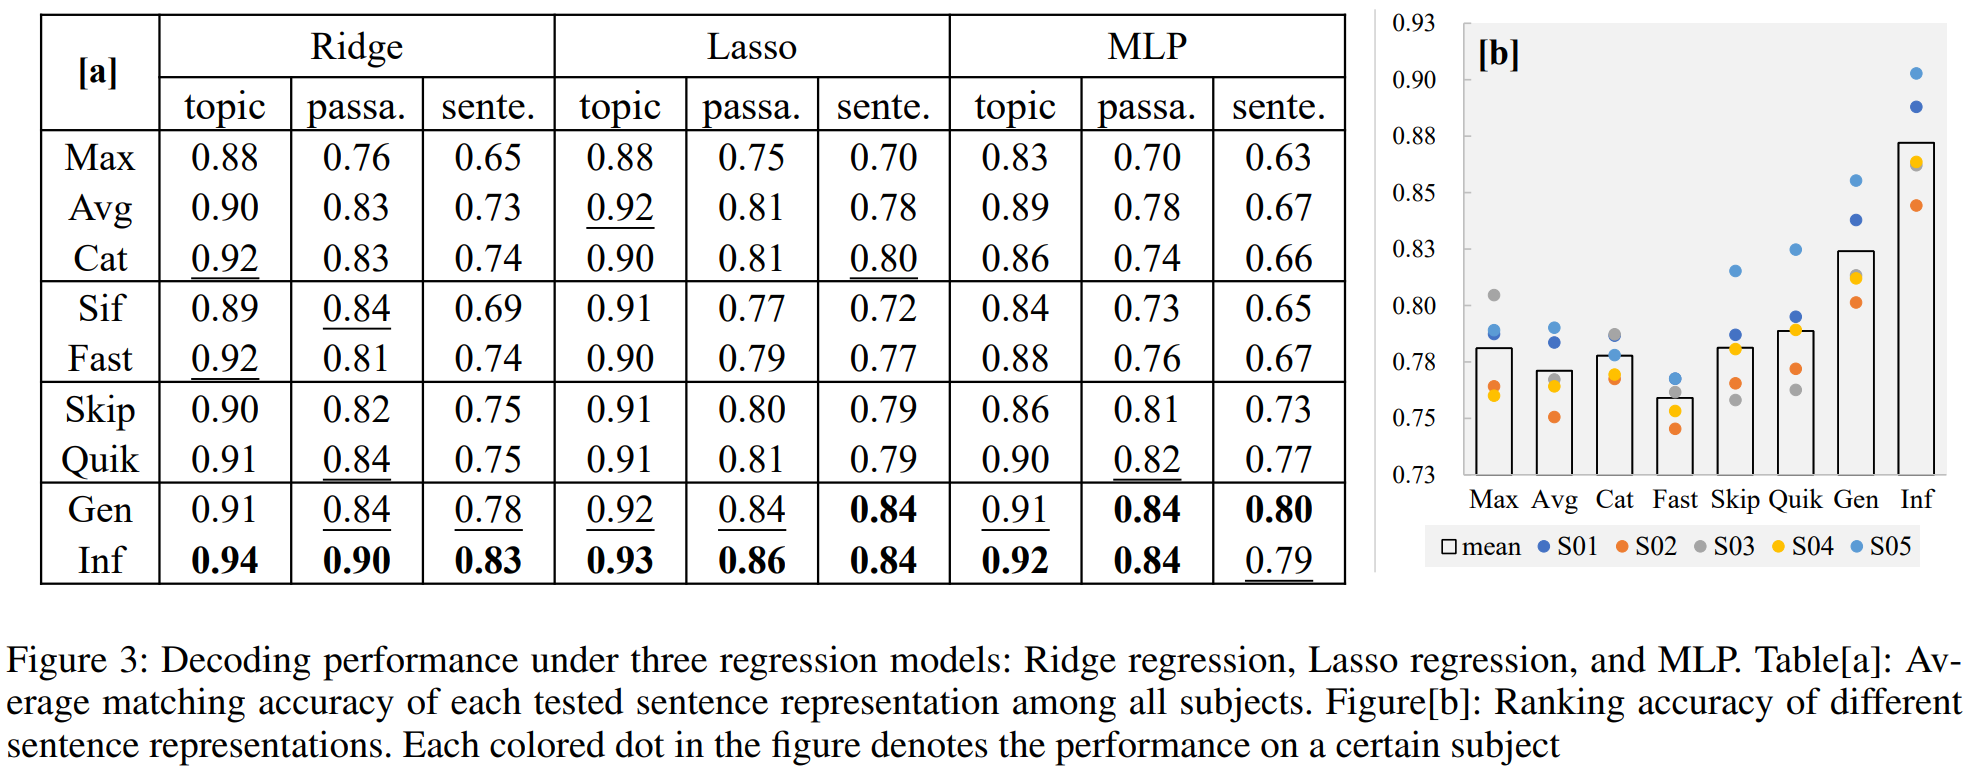 [a] Ridge Lasso MLP
topic passa. sente. topic passa. sente. topic passa. sente.
Max 0.88 0.76 0.65 0.88 0.75 0.70 0.83 0.70 0.63
Avg 0.90 0.83 0.73 0.92 0.81 0.78 0.89 0.78 0.67
Cat 0.92 0.83 0.74 0.90 0.81 0.80 0.86 0.74 0.66
Sif 0.89 0.84 0.69 0.91 0.77 0.72 0.84 0.73 0.65
Fast 0.92 0.81 0.74 0.90 0.79 0.77 0.88 0.76 0.67
Skip 0.90 0.82 0.75 0.91 0.80 0.79 0.86 0.81 0.73
Quik 0.91 0.84 0.75 0.91 0.81 0.79 0.90 0.82 0.77
Gen 0.91 0.84 0.78 0.92 0.84 0.84 0.91 0.84 0.80
Inf 0.94 0.90 0.83 0.93 0.86 0.84 0.92 0.84 0.79
[b]
0.93
0.90
0.88
0.85
0.83
0.80
0.78
0.75
0.73
Max Avg Cat Fast Skip Quik Gen Inf
mean S01 S02 S03 S04 S05
Figure 3: Decoding performance under three regression models: Ridge regression, Lasso regression, and MLP. Table[a]: Av-
erage matching accuracy of each tested sentence representation among all subjects. Figure[b]: Ranking accuracy of different
sentence representations. Each colored dot in the figure denotes the performance on a certain subject